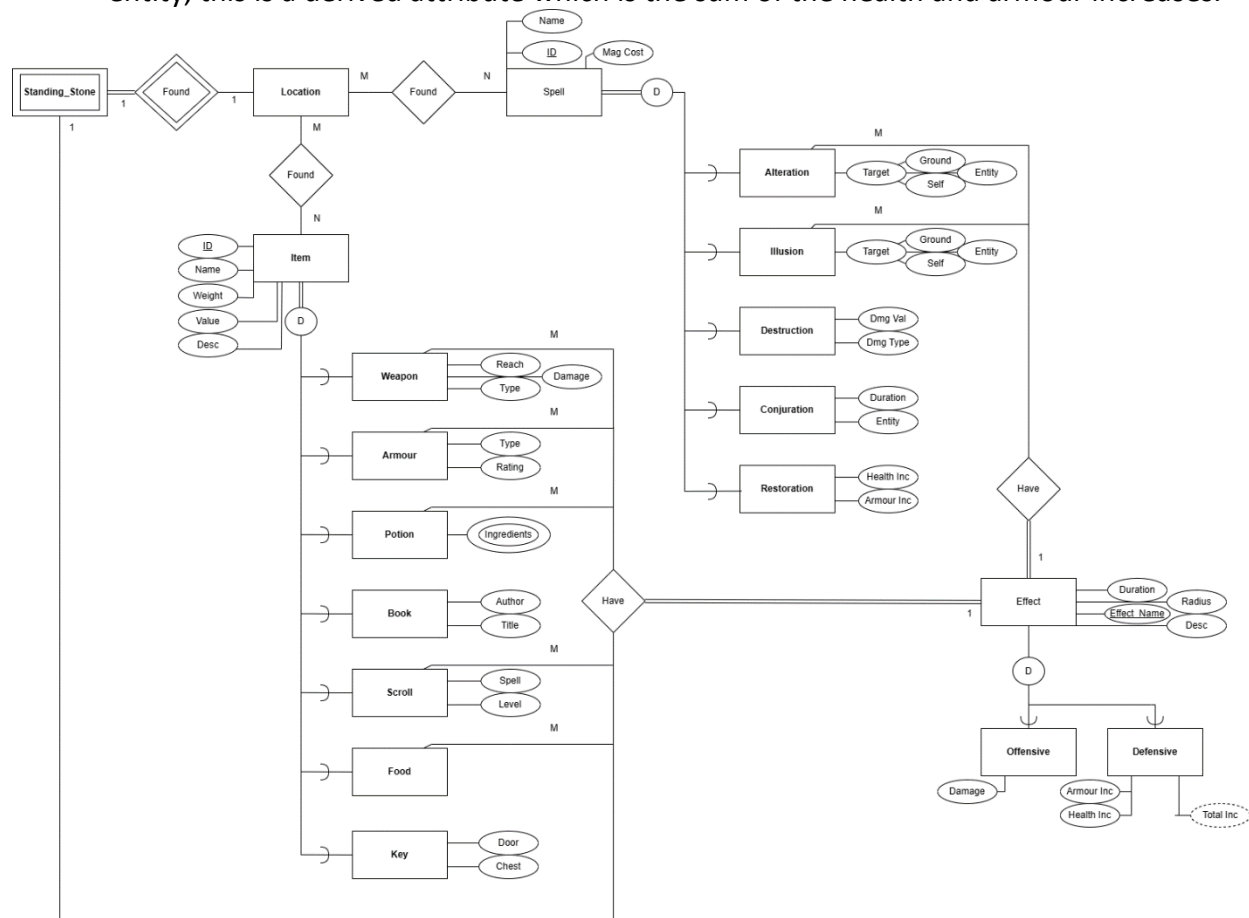 entity, this is a derived attribute which is the sum of the health and armour increases.
Name
ID
Mag Cost
Standing_Stone
1
Found
1
Location
M
Found
N
Spell
D
1
M
Found
N
ID
Name
Weight
Value
Desc
Item
D
M
Alteration
Target
Ground
Self
Entity
M
Illusion
Target
Ground
Self
Entity
Destruction
Dmg Val
Dmg Type
Conjuration
Duration
Entity
Restoration
Health Inc
Armour Inc
M
Weapon
Reach
Type
Damage
M
Armour
Type
Rating
M
Potion
Ingredients
Book
Author
Title
M
Scroll
Spell
Level
M
Food
Key
Door
Chest
Have
1
Have
1
Effect
Duration
Effect_Name
Radius
Desc
D
Offensive
Damage
Defensive
Armour Inc
Health Inc
Total Inc